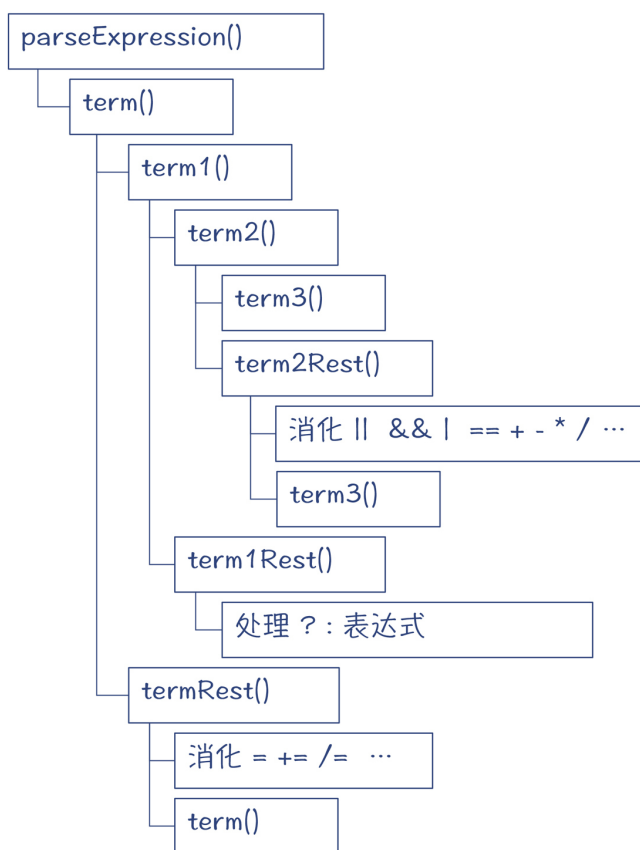 parseExpression()
term()
term1()
term2()
term3()
term2Rest()
消化 || && | == + - * / …
term3()
term1Rest()
处理 ? : 表达式
termRest()
消化 = += /= …
term()